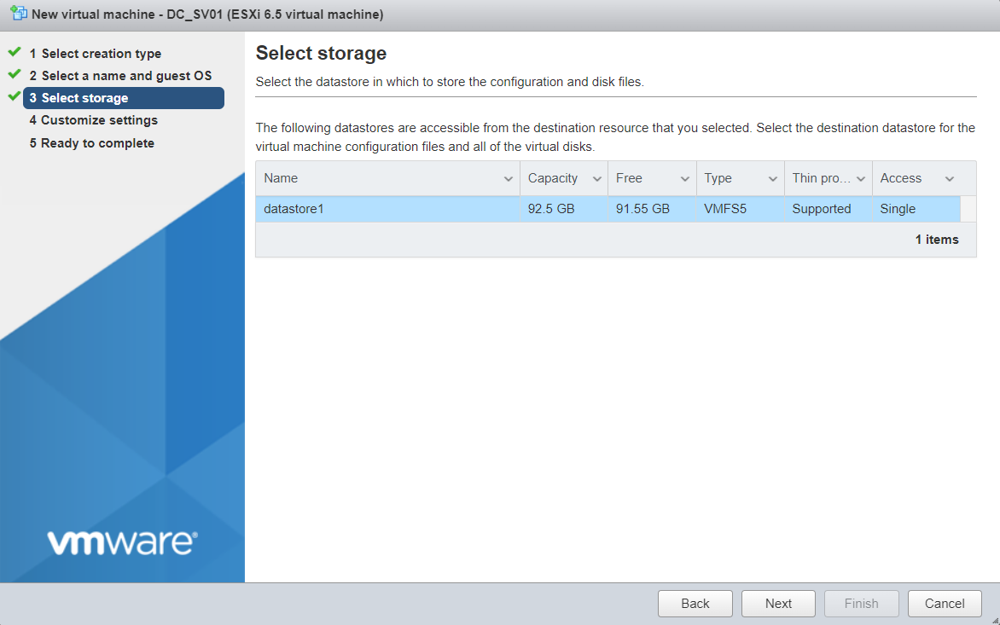 New virtual machine - DC_SV01 (ESXi 6.5 virtual machine)
1 Select creation type
2 Select a name and guest OS
3 Select storage
4 Customize settings
5 Ready to complete
vmware®
Select storage
Select the datastore in which to store the configuration and disk files.
The following datastores are accessible from the destination resource that you selected. Select the destination datastore for the
virtual machine configuration files and all of the virtual disks.
Name Capacity Free Type Thin pro... Access
datastore1 92.5 GB 91.55 GB VMFS5 Supported Single
1 items
Back Next Finish Cancel